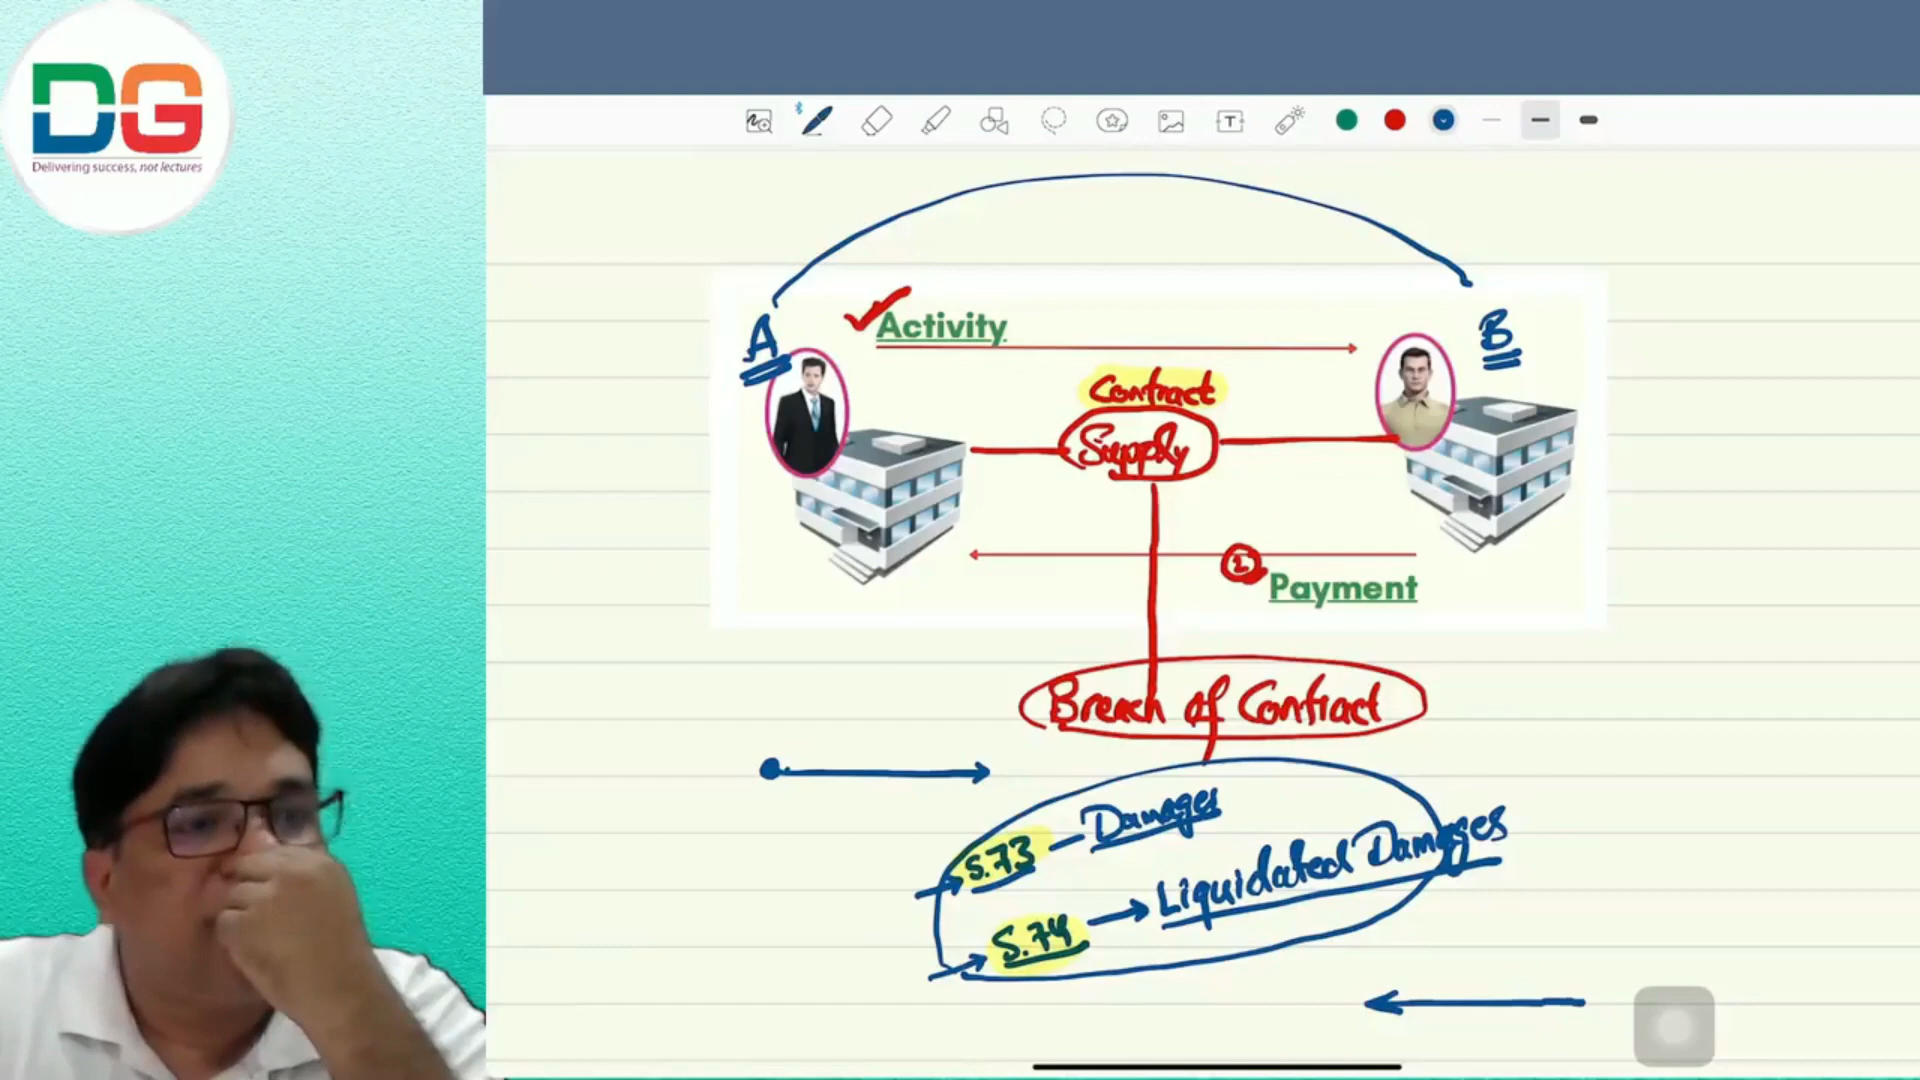 DG
Delivering success, not lectures
T
A
Activity
B
Contract
Supply
Payment
Breach of Contract
S.73 – Damages
S.74 → Liquidated Damages